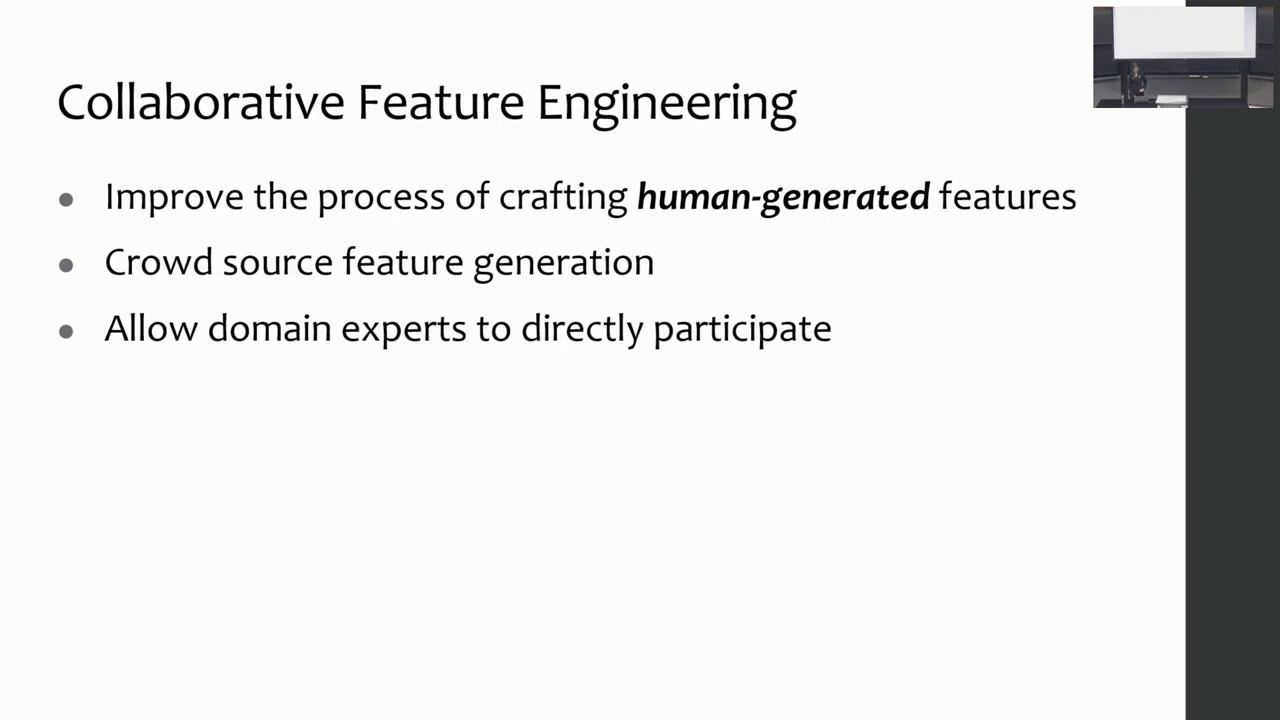 Collaborative Feature Engineering
● Improve the process of crafting human-generated features
● Crowd source feature generation
● Allow domain experts to directly participate